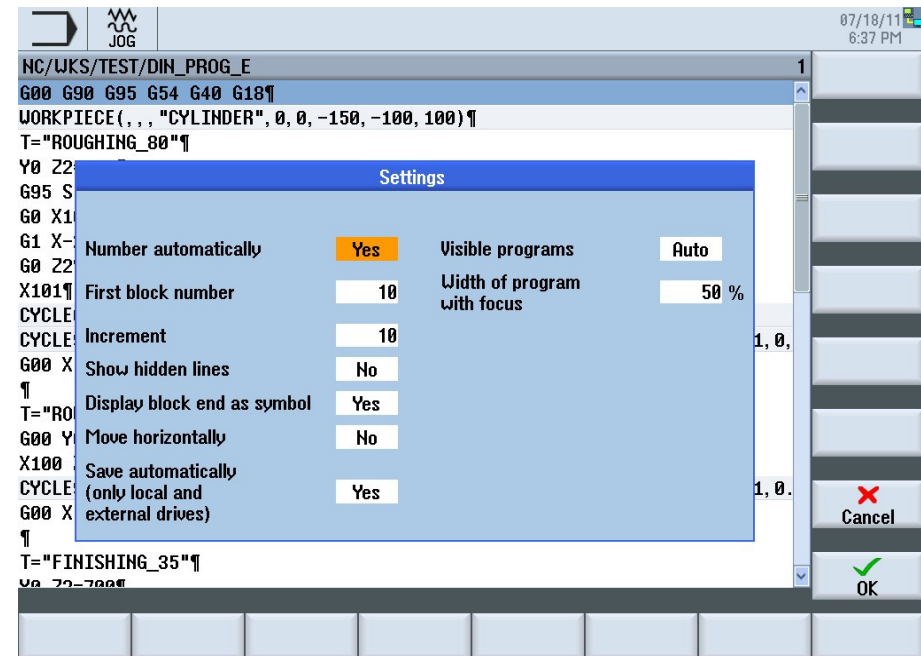 JOG
07/18/11
6:37 PM
NC/WKS/TEST/DIN_PROG_E 1
G00 G90 G95 G54 G40 G18¶
WORKPIECE(,,,"CYLINDER",0,0,-150,-100,100)¶
T="ROUGHING_80"¶
Y0 Z2
G95 S
G0 X1
G1 X-
G0 Z2
X101¶
CYCLE
CYCLE 1,0,
G00 X
¶
T="RO
G00 Y
X100
CYCLE 1,0.
G00 X
¶
T="FINISHING_35"¶
Y0 Z2-700¶
Settings
Number automatically Yes Visible programs Auto
First block number 10 Width of program with focus 50 %
Increment 10
Show hidden lines No
Display block end as symbol Yes
Move horizontally No
Save automatically
(only local and Yes
external drives)
Cancel
OK